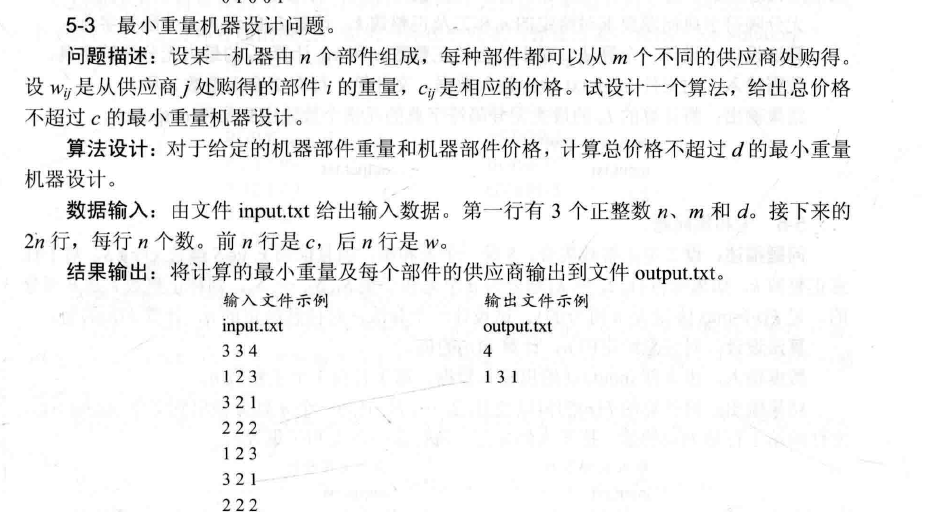 5-3 最小重量机器设计问题。
问题描述：设某一机器由 n 个部件组成，每种部件都可以从 m 个不同的供应商处购得。
设 wij 是从供应商 j 处购得的部件 i 的重量，cij 是相应的价格。试设计一个算法，给出总价格
不超过 c 的最小重量机器设计。
算法设计：对于给定的机器部件重量和机器部件价格，计算总价格不超过 d 的最小重量
机器设计。
数据输入：由文件 input.txt 给出输入数据。第一行有 3 个正整数 n、m 和 d。接下来的
2n 行，每行 n 个数。前 n 行是 c，后 n 行是 w。
结果输出：将计算的最小重量及每个部件的供应商输出到文件 output.txt。
输入文件示例 输出文件示例
input.txt output.txt
3 3 4 4
1 2 3 1 3 1
3 2 1
2 2 2
1 2 3
3 2 1
2 2 2